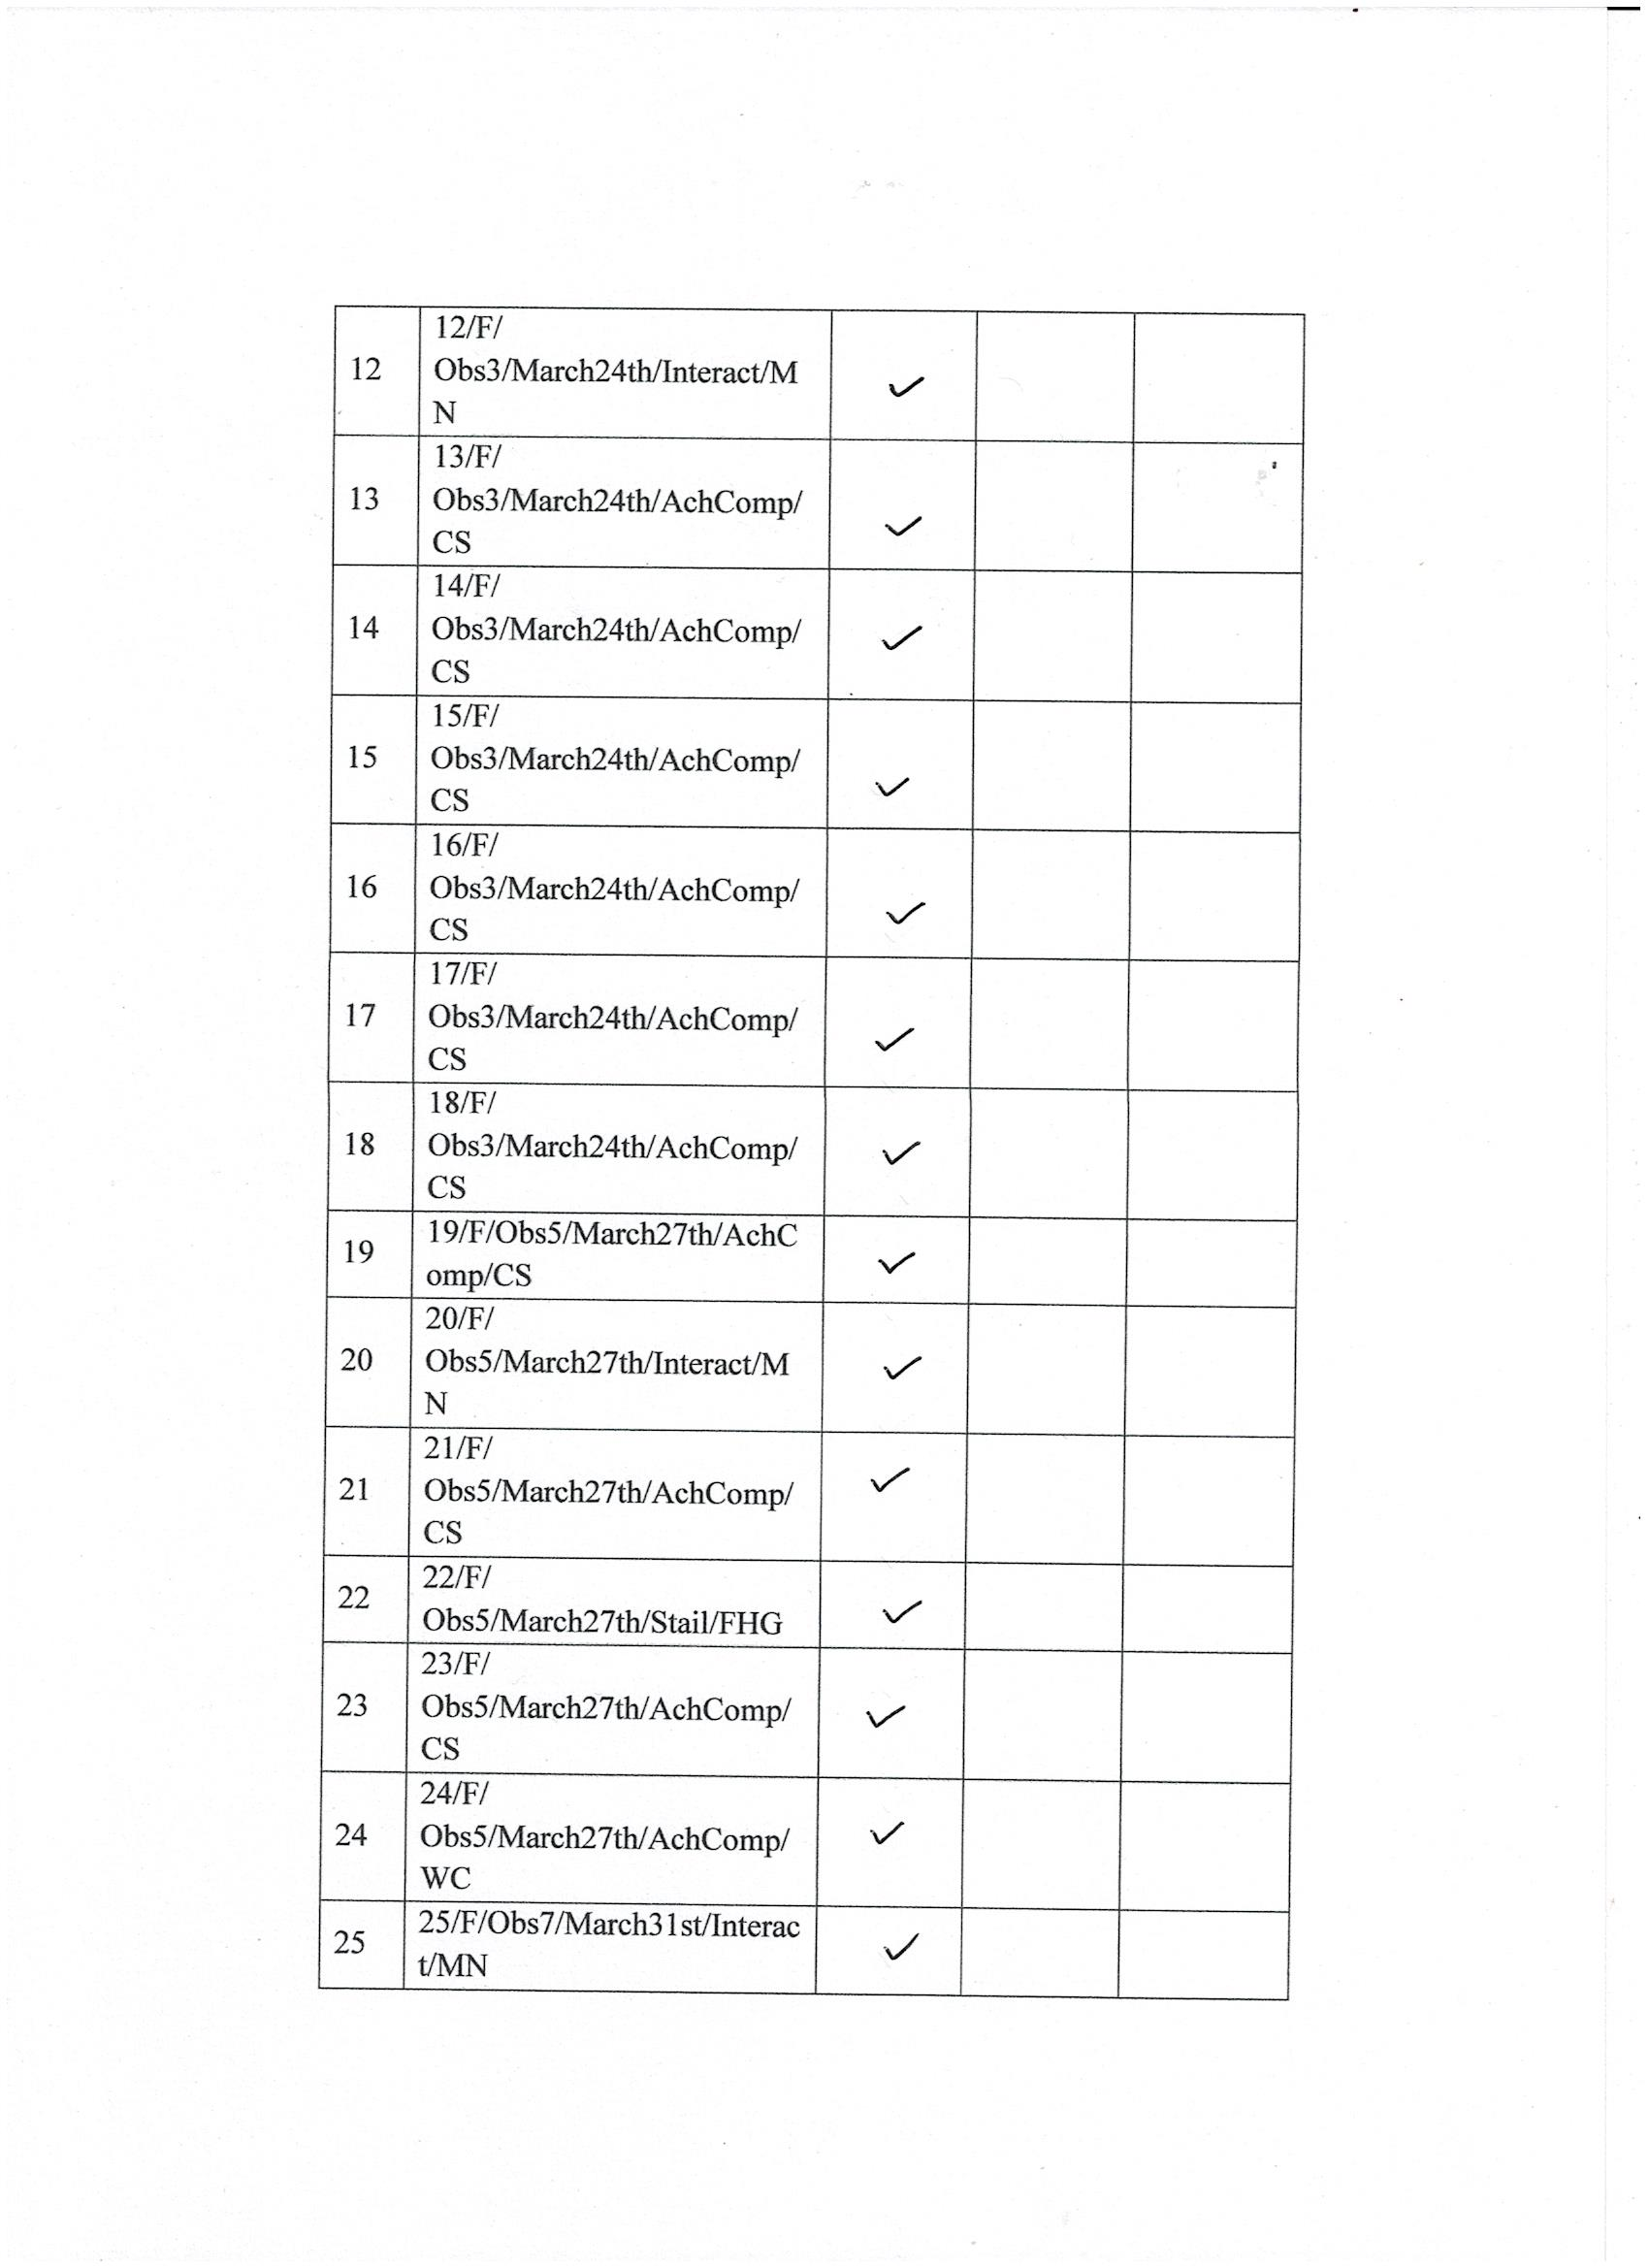 12/F/
12 Obs3/March24th/Interact/M ✓
N
13/F/
13 Obs3/March24th/AchComp/ ✓
CS
14/F/
14 Obs3/March24th/AchComp/ ✓
CS
15/F/
15 Obs3/March24th/AchComp/ ✓
CS
16/F/
16 Obs3/March24th/AchComp/ ✓
CS
17/F/
17 Obs3/March24th/AchComp/ ✓
CS
18/F/
18 Obs3/March24th/AchComp/ ✓
CS
19 19/F/Obs5/March27th/AchC ✓
omp/CS
20/F/
20 Obs5/March27th/Interact/M ✓
N
21/F/
21 Obs5/March27th/AchComp/ ✓
CS
22 22/F/ ✓
Obs5/March27th/Stail/FHG
23/F/
23 Obs5/March27th/AchComp/ ✓
CS
24/F/
24 Obs5/March27th/AchComp/ ✓
WC
25 25/F/Obs7/March31st/Interac ✓
t/MN